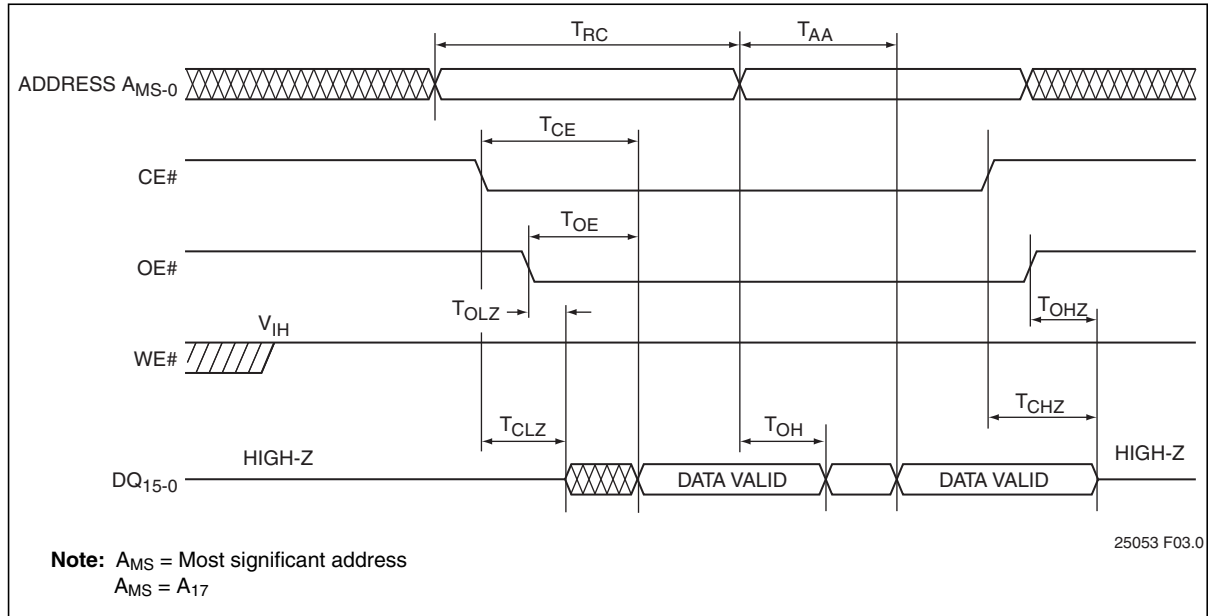 TRC TAA
ADDRESS AMS-0
TCE
CE#
TOE
OE#
TOLZ TOHZ
VIH
WE#
TCHZ
TCLZ TOH
HIGH-Z HIGH-Z
DQ15-0 DATA VALID DATA VALID
25053 F03.0
Note: AMS = Most significant address
AMS = A17